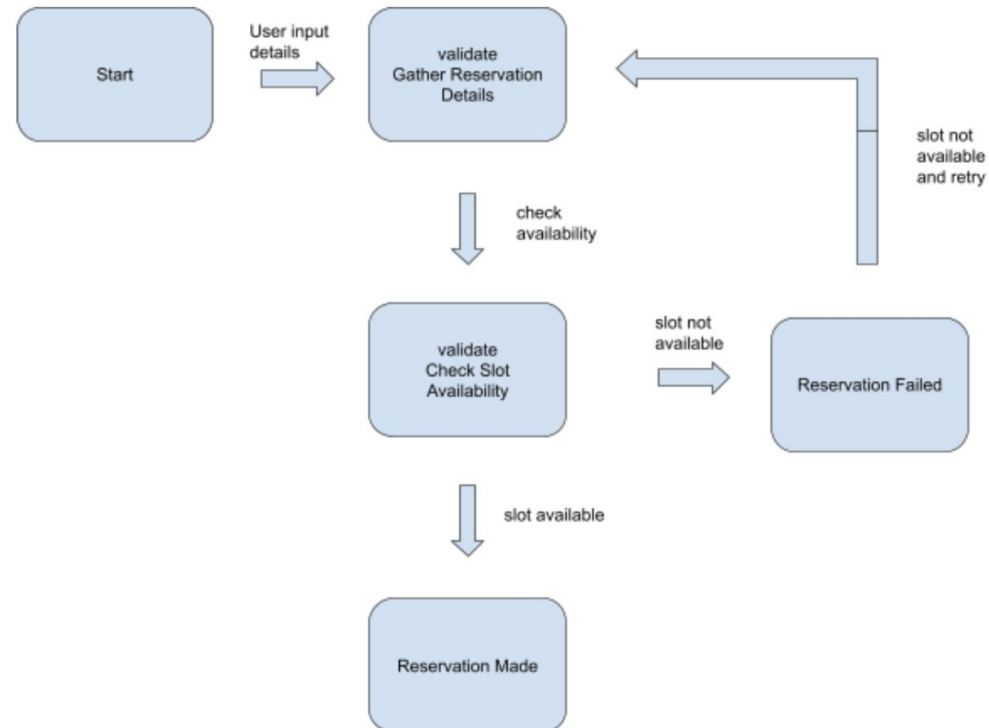 Start
User input
details
validate
Gather Reservation
Details
slot not
available
and retry
check
availability
validate
Check Slot
Availability
slot not
available
Reservation Failed
slot available
Reservation Made